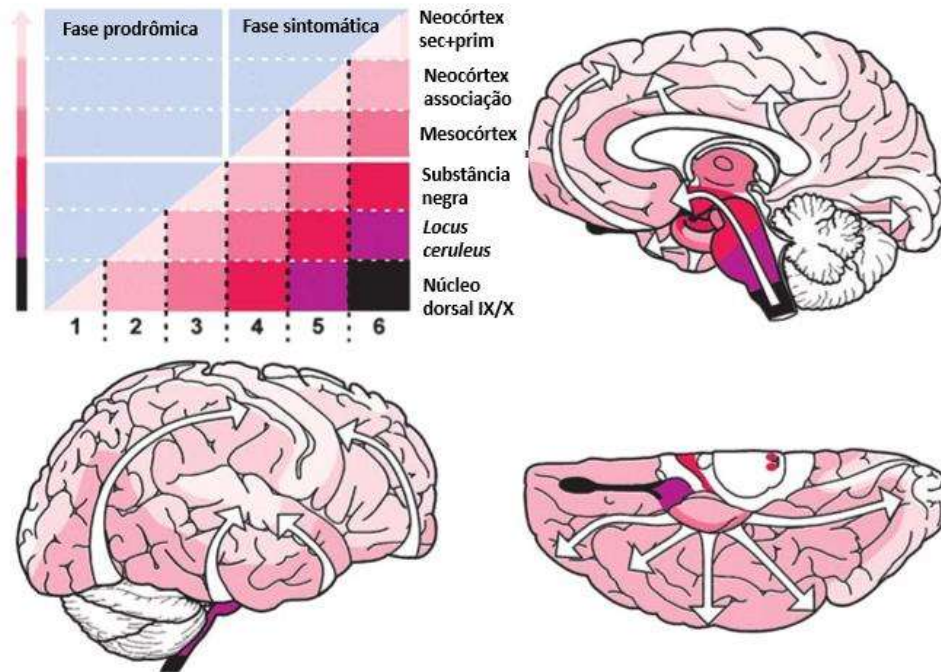 Fase prodrômica
Fase sintomática
Neocórtex
sec+prim
Neocórtex
associação
Mesocórtex
Substância
negra
Locus
ceruleus
Núcleo
dorsal IX/X
1 2 3 4 5 6